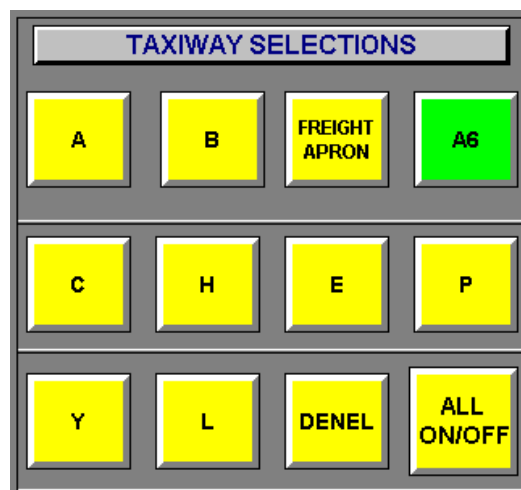 TAXIWAY SELECTIONS
A
B
FREIGHT
APRON
A6
C
H
E
P
Y
L
DENEL
ALL
ON/OFF